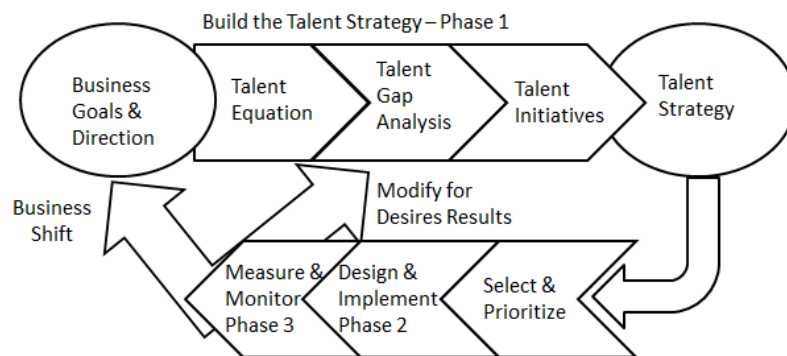 Build the Talent Strategy – Phase 1
Business
Goals &
Direction
Talent
Equation
Talent
Gap
Analysis
Talent
Initiatives
Talent
Strategy
Business
Shift
Modify for
Desires Results
Measure &
Monitor
Phase 3
Design &
Implement
Phase 2
Select &
Prioritize